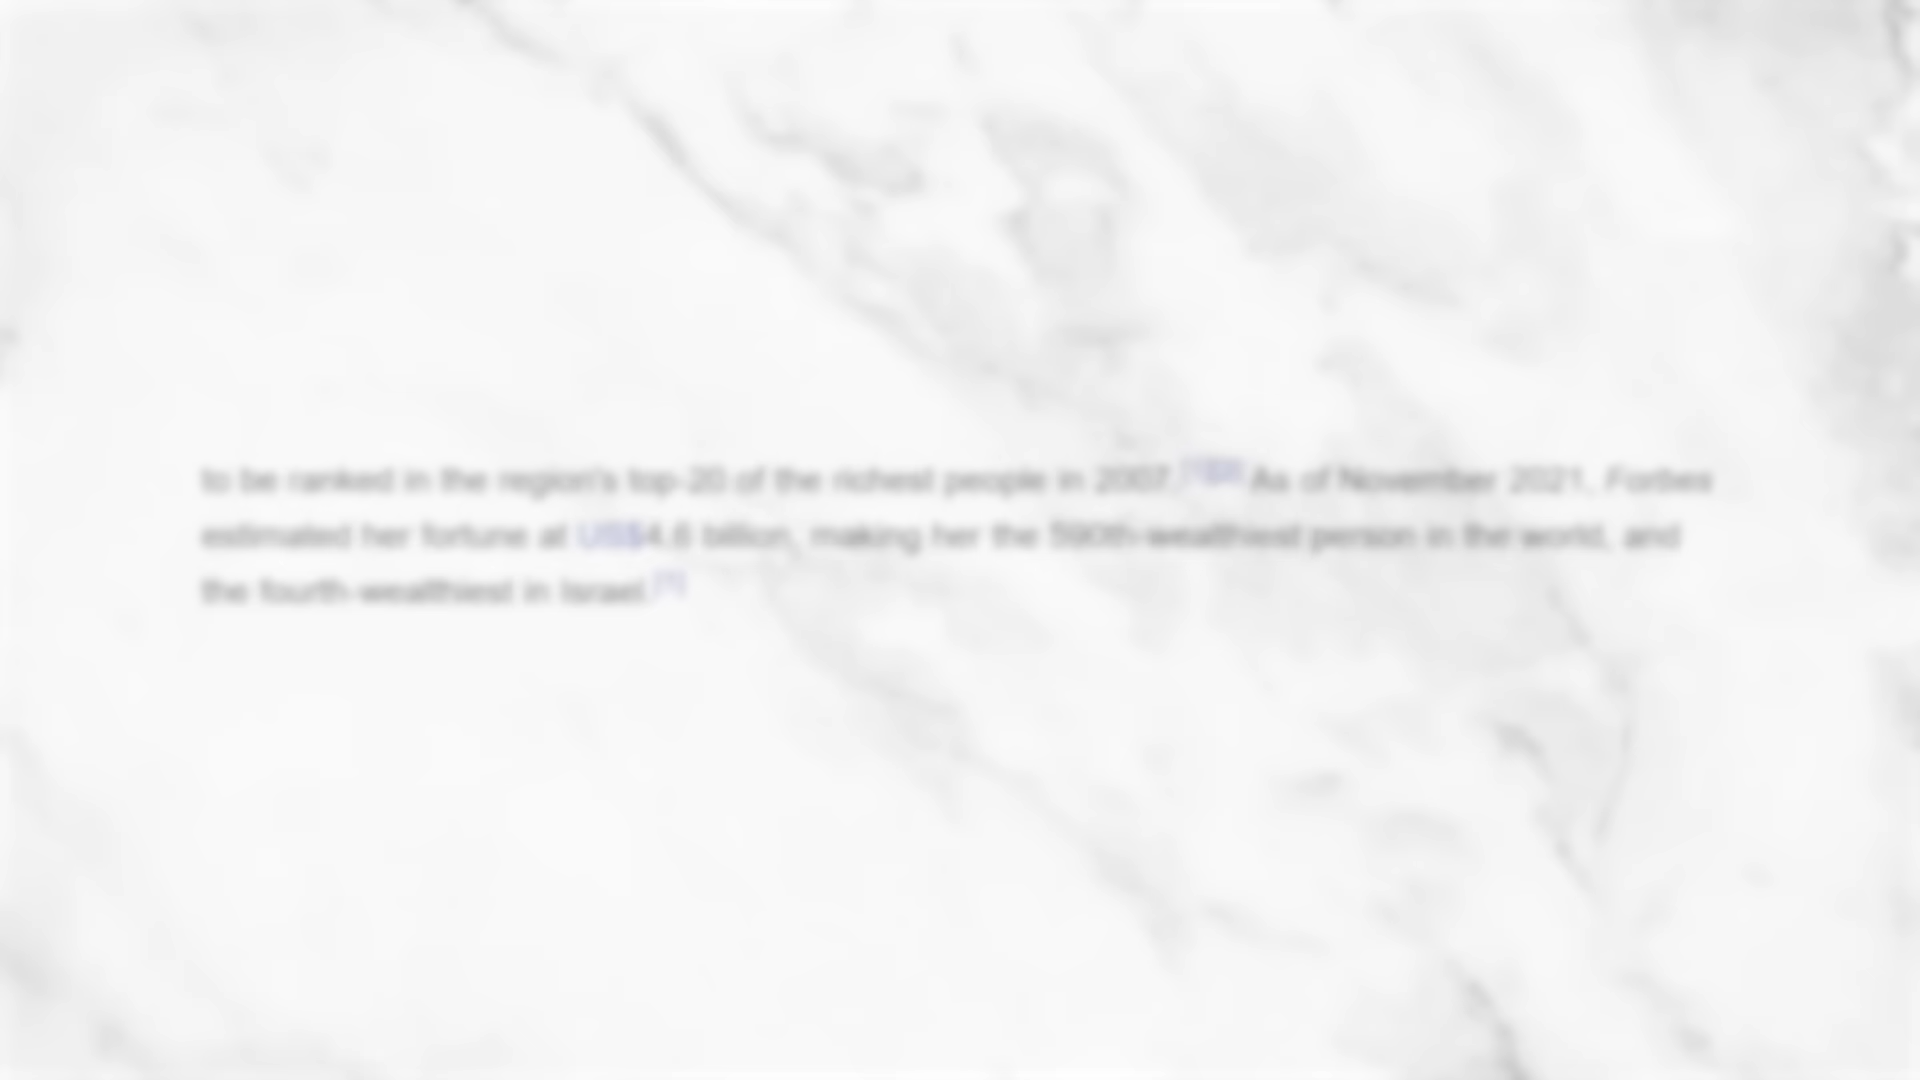 to be ranked in the region's top-20 of the richest people in 2007. As of November 2021, Forbes
estimated her fortune at US$4.6 billion, making her the 590th-wealthiest person in the world, and
the fourth-wealthiest in Israel.[1]